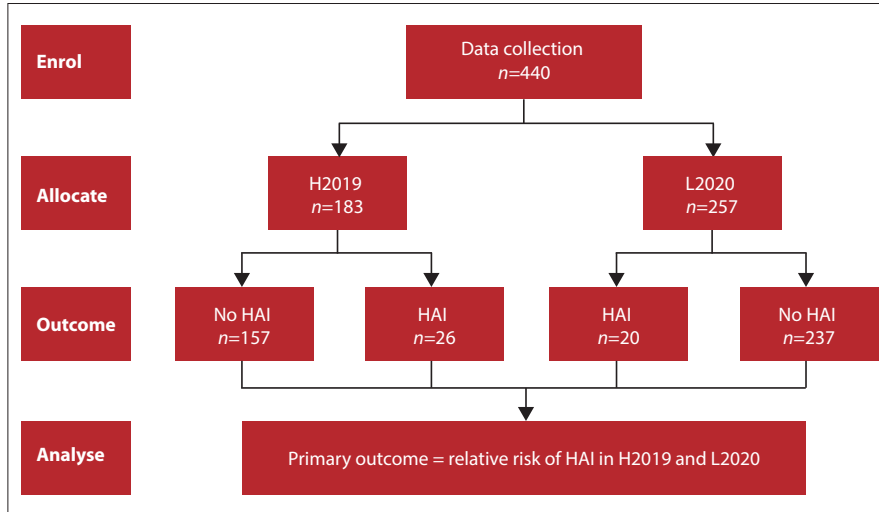 Enrol
Data collection
n=440
Allocate
H2019
n=183
L2020
n=257
Outcome
No HAI
n=157
HAI
n=26
HAI
n=20
No HAI
n=237
Analyse
Primary outcome = relative risk of HAI in H2019 and L2020